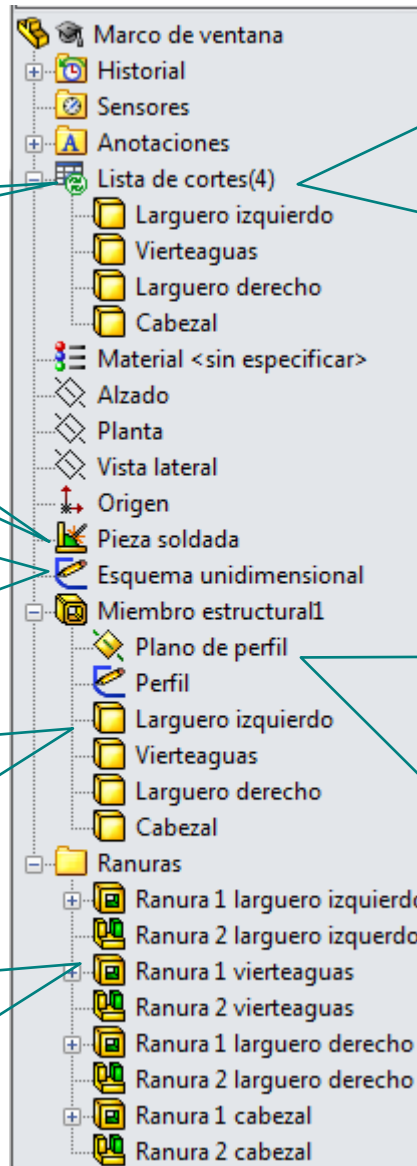 Marco de ventana
Historial
Sensores
Anotaciones
Lista de cortes(4)
Larguero izquierdo
Vierteaguas
Larguero derecho
Cabezal
Material <sin especificar>
Alzado
Planta
Vista lateral
Origen
Pieza soldada
Esquema unidimensional
Miembro estructural1
Plano de perfil
Perfil
Larguero izquierdo
Vierteaguas
Larguero derecho
Cabezal
Ranuras
Ranura 1 larguero izquierdo
Ranura 2 larguero izquerdo
Ranura 1 vierteaguas
Ranura 2 vierteaguas
Ranura 1 larguero derecho
Ranura 2 larguero derecho
Ranura 1 cabezal
Ranura 2 cabezal